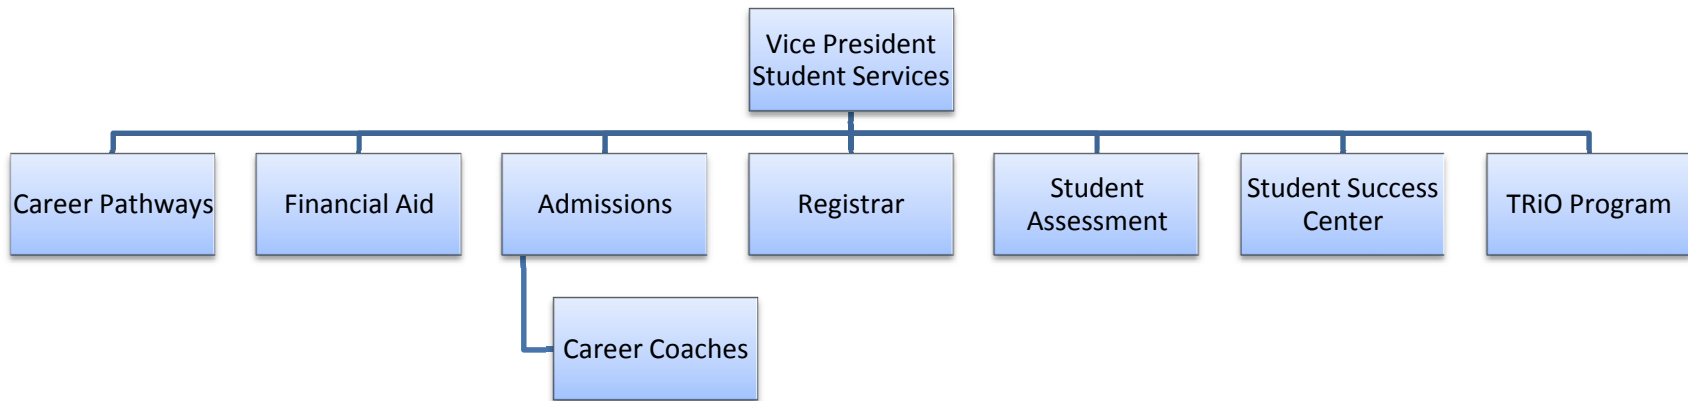 Vice President
Student Services
Career Pathways
Financial Aid
Admissions
Registrar
Student
Assessment
Student Success
Center
TRiO Program
Career Coaches